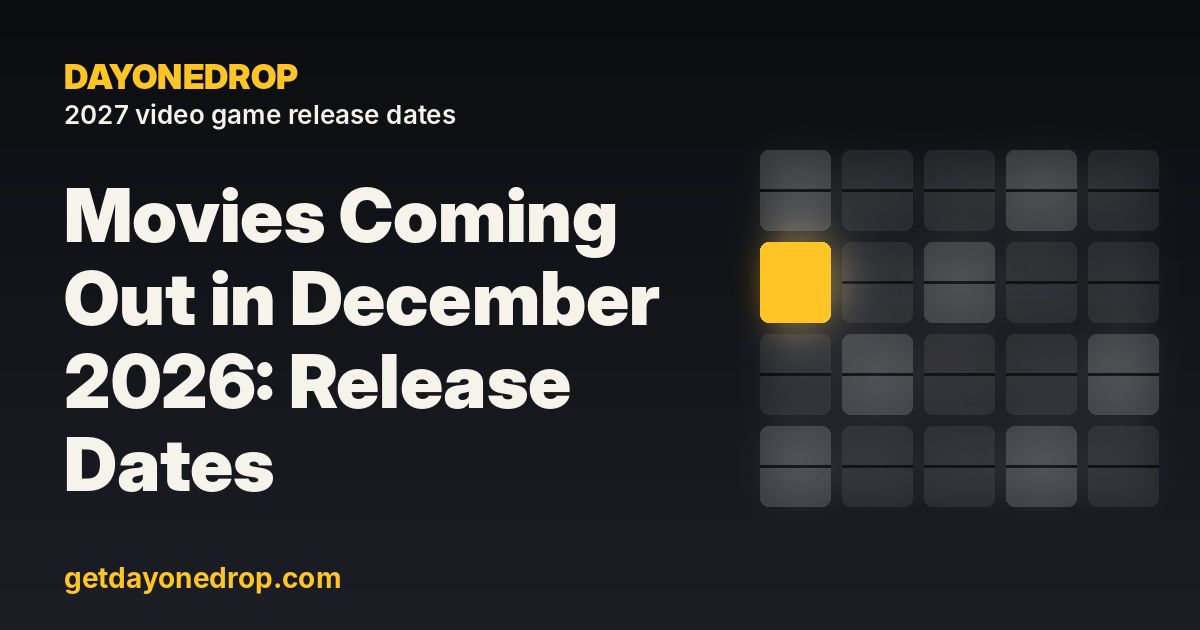 DAYONEDROP
2027 video game release dates
Movies Coming
Out in December
2026: Release
Dates
getdayonedrop.com